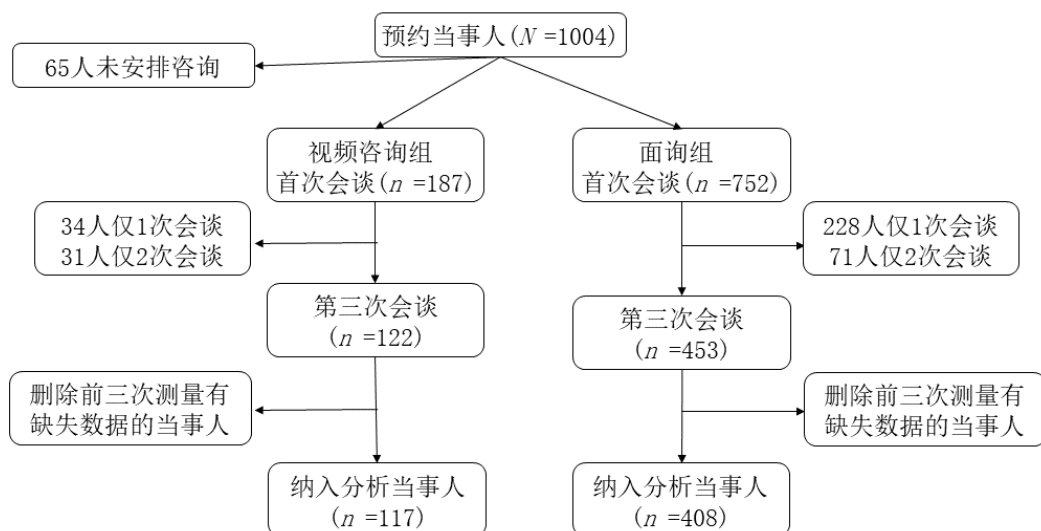 预约当事人(N =1004)
65人未安排咨询
视频咨询组
首次会谈(n =187)
面询组
首次会谈(n =752)
34人仅1次会谈
31人仅2次会谈
228人仅1次会谈
71人仅2次会谈
第三次会谈
(n =122)
第三次会谈
(n =453)
删除前三次测量有
缺失数据的当事人
删除前三次测量有
缺失数据的当事人
纳入分析当事人
(n =117)
纳入分析当事人
(n =408)